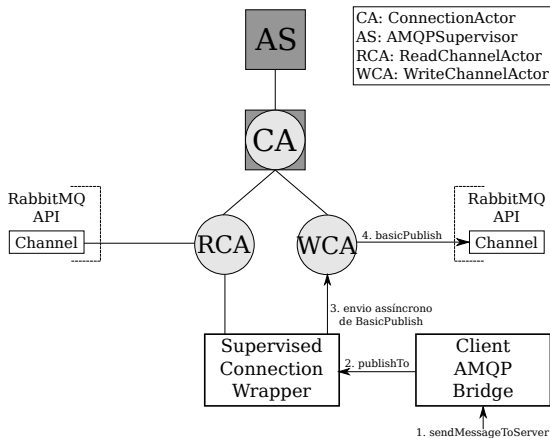 AS
CA: ConnectionActor
AS: AMQPSupervisor
RCA: ReadChannelActor
WCA: WriteChannelActor
CA
RabbitMQ
API
Channel
RCA
WCA
4. basicPublish
RabbitMQ
API
Channel
3. envio assíncrono
de BasicPublish
Supervised
Connection
Wrapper
2. publishTo
Client
AMQP
Bridge
1. sendMessageToServer